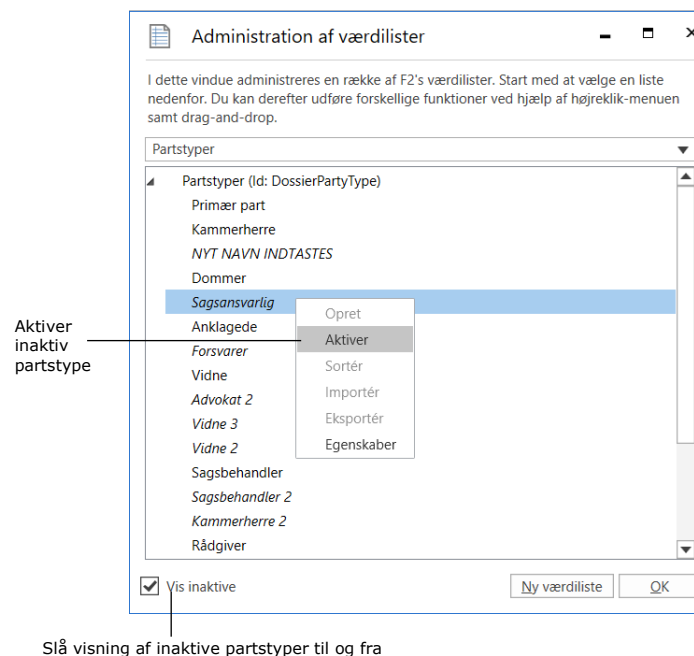 Administration af værdilister
I dette vindue administreres en række af F2's værdilister. Start med at vælge en liste
nedenfor. Du kan derefter udføre forskellige funktioner ved hjælp af højreklik-menuen
samt drag-and-drop.
Partstyper
Partstyper (Id: DossierPartyType)
Primær part
Kammerherre
NYT NAVN INDTASTES
Dommer
Sagsansvarlig
Anklagede
Forsvarer
Vidne
Advokat 2
Vidne 3
Vidne 2
Sagsbehandler
Sagsbehandler 2
Kammerherre 2
Rådgiver
Opret
Aktiver
Sortér
Importér
Eksportér
Egenskaber
Aktiver
inaktiv
partstype
Vis inaktive
Ny værdiliste
OK
Slå visning af inaktive partstyper til og fra